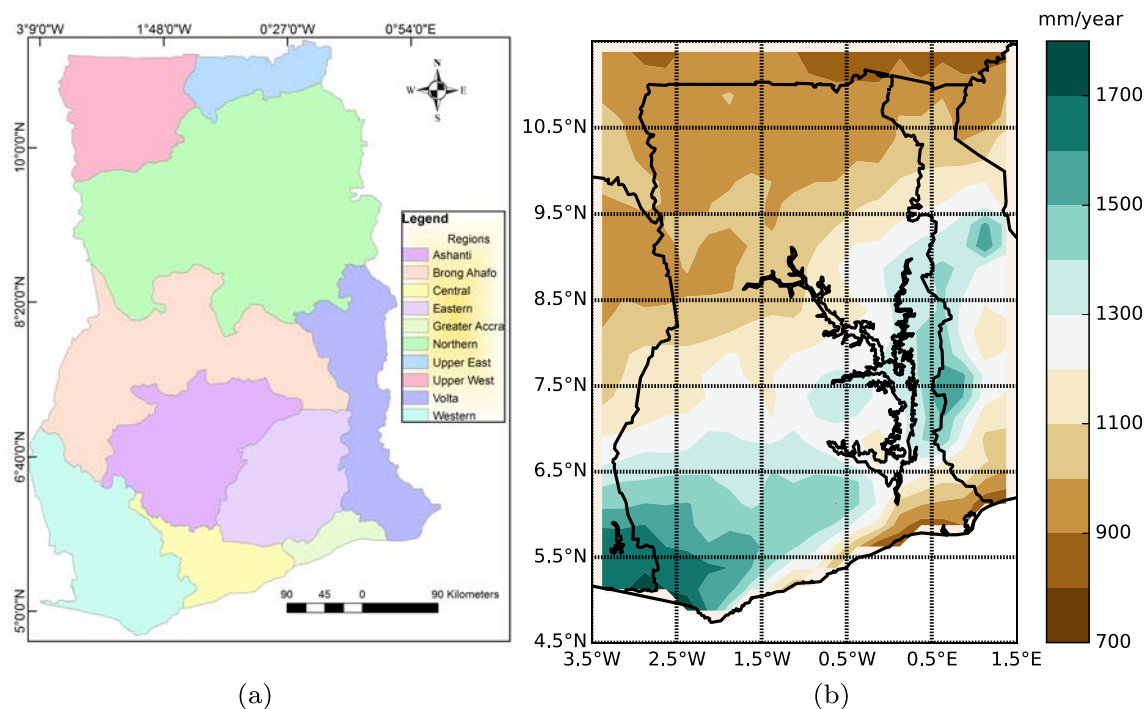 3°9'0"W 1°48'0"W 0°27'0"W 0°54'0"E
10°0'0"N
8°20'0"N
6°40'0"N
5°0'0"N
N
W E
S
Legend
Regions
Ashanti
Brong Ahafo
Central
Eastern
Greater Accra
Northern
Upper East
Upper West
Volta
Western
90 45 0 90 Kilometers
(a)
mm/year
1700
1500
1300
1100
900
700
10.5°N
9.5°N
8.5°N
7.5°N
6.5°N
5.5°N
4.5°N
3.5°W 2.5°W 1.5°W 0.5°W 0.5°E 1.5°E
(b)